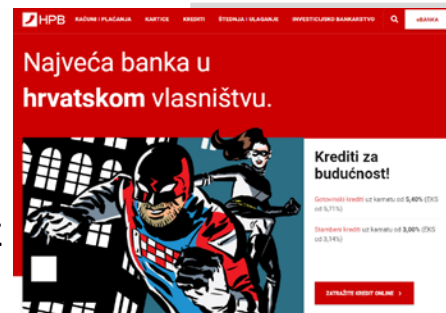 HPB RAČUNI I PLAĆANJA KARTICE KREDITI ŠTEDNJA I ULAGANJE INVESTICIJSKO BANKARSTVO eBANKA
Najveća banka u
hrvatskom vlasništvu.
Krediti za
budućnost!
Gotovinski krediti uz kamatu od 5,40% (EKS
od 5,71%)
Stambeni krediti uz kamatu od 3,00% (EKS
od 3,14%)
ZATRAŽITE KREDIT ONLINE >